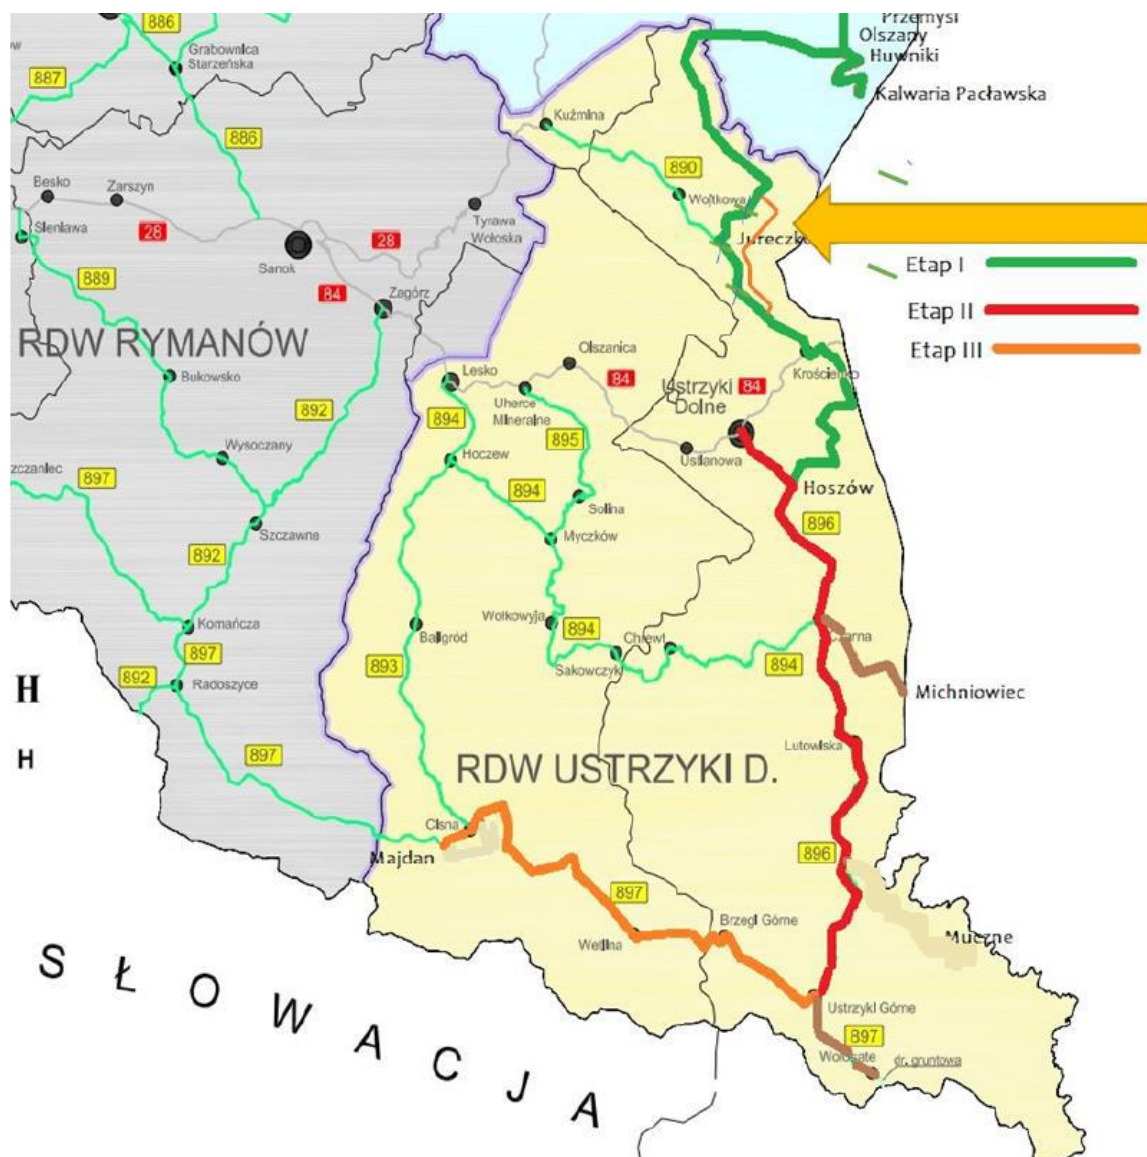 886
Przemyśl
Olszany
Huwniki
Grabownica
Starzeńska
887
Kalwaria Pacławska
Kuźmina
886
890
Besko
Zarszyn
Wojtkowa
Tyrawa
Wołoska
Sieniawa
28
28
Jureczk
Sanok
Etap I
889
84
Zagórz
Etap II
RDW RYMANÓW
Etap III
Olszanica
Krościenko
Bukowsko
Lesko
84
Ustrzyki
Dolne
84
Uherce
Mineralne
892
894
895
Hoczew
Ustianowa
Wysoczany
szczaniec
897
894
Hoszów
Solina
896
Szczawne
Myczków
892
Wołkowyja
894
Chrewt
Czarna
Komańcza
Baligród
897
893
Sakowczyk
894
892
Radoszyce
H
Michniowiec
H
897
Lutowiska
RDW USTRZYKI D.
Cisna
Majdan
896
897
Brzegi Górne
Wetlina
Muczne
SŁOWACJA
Ustrzyki Górne
897
Wołosate
dr. gruntowa